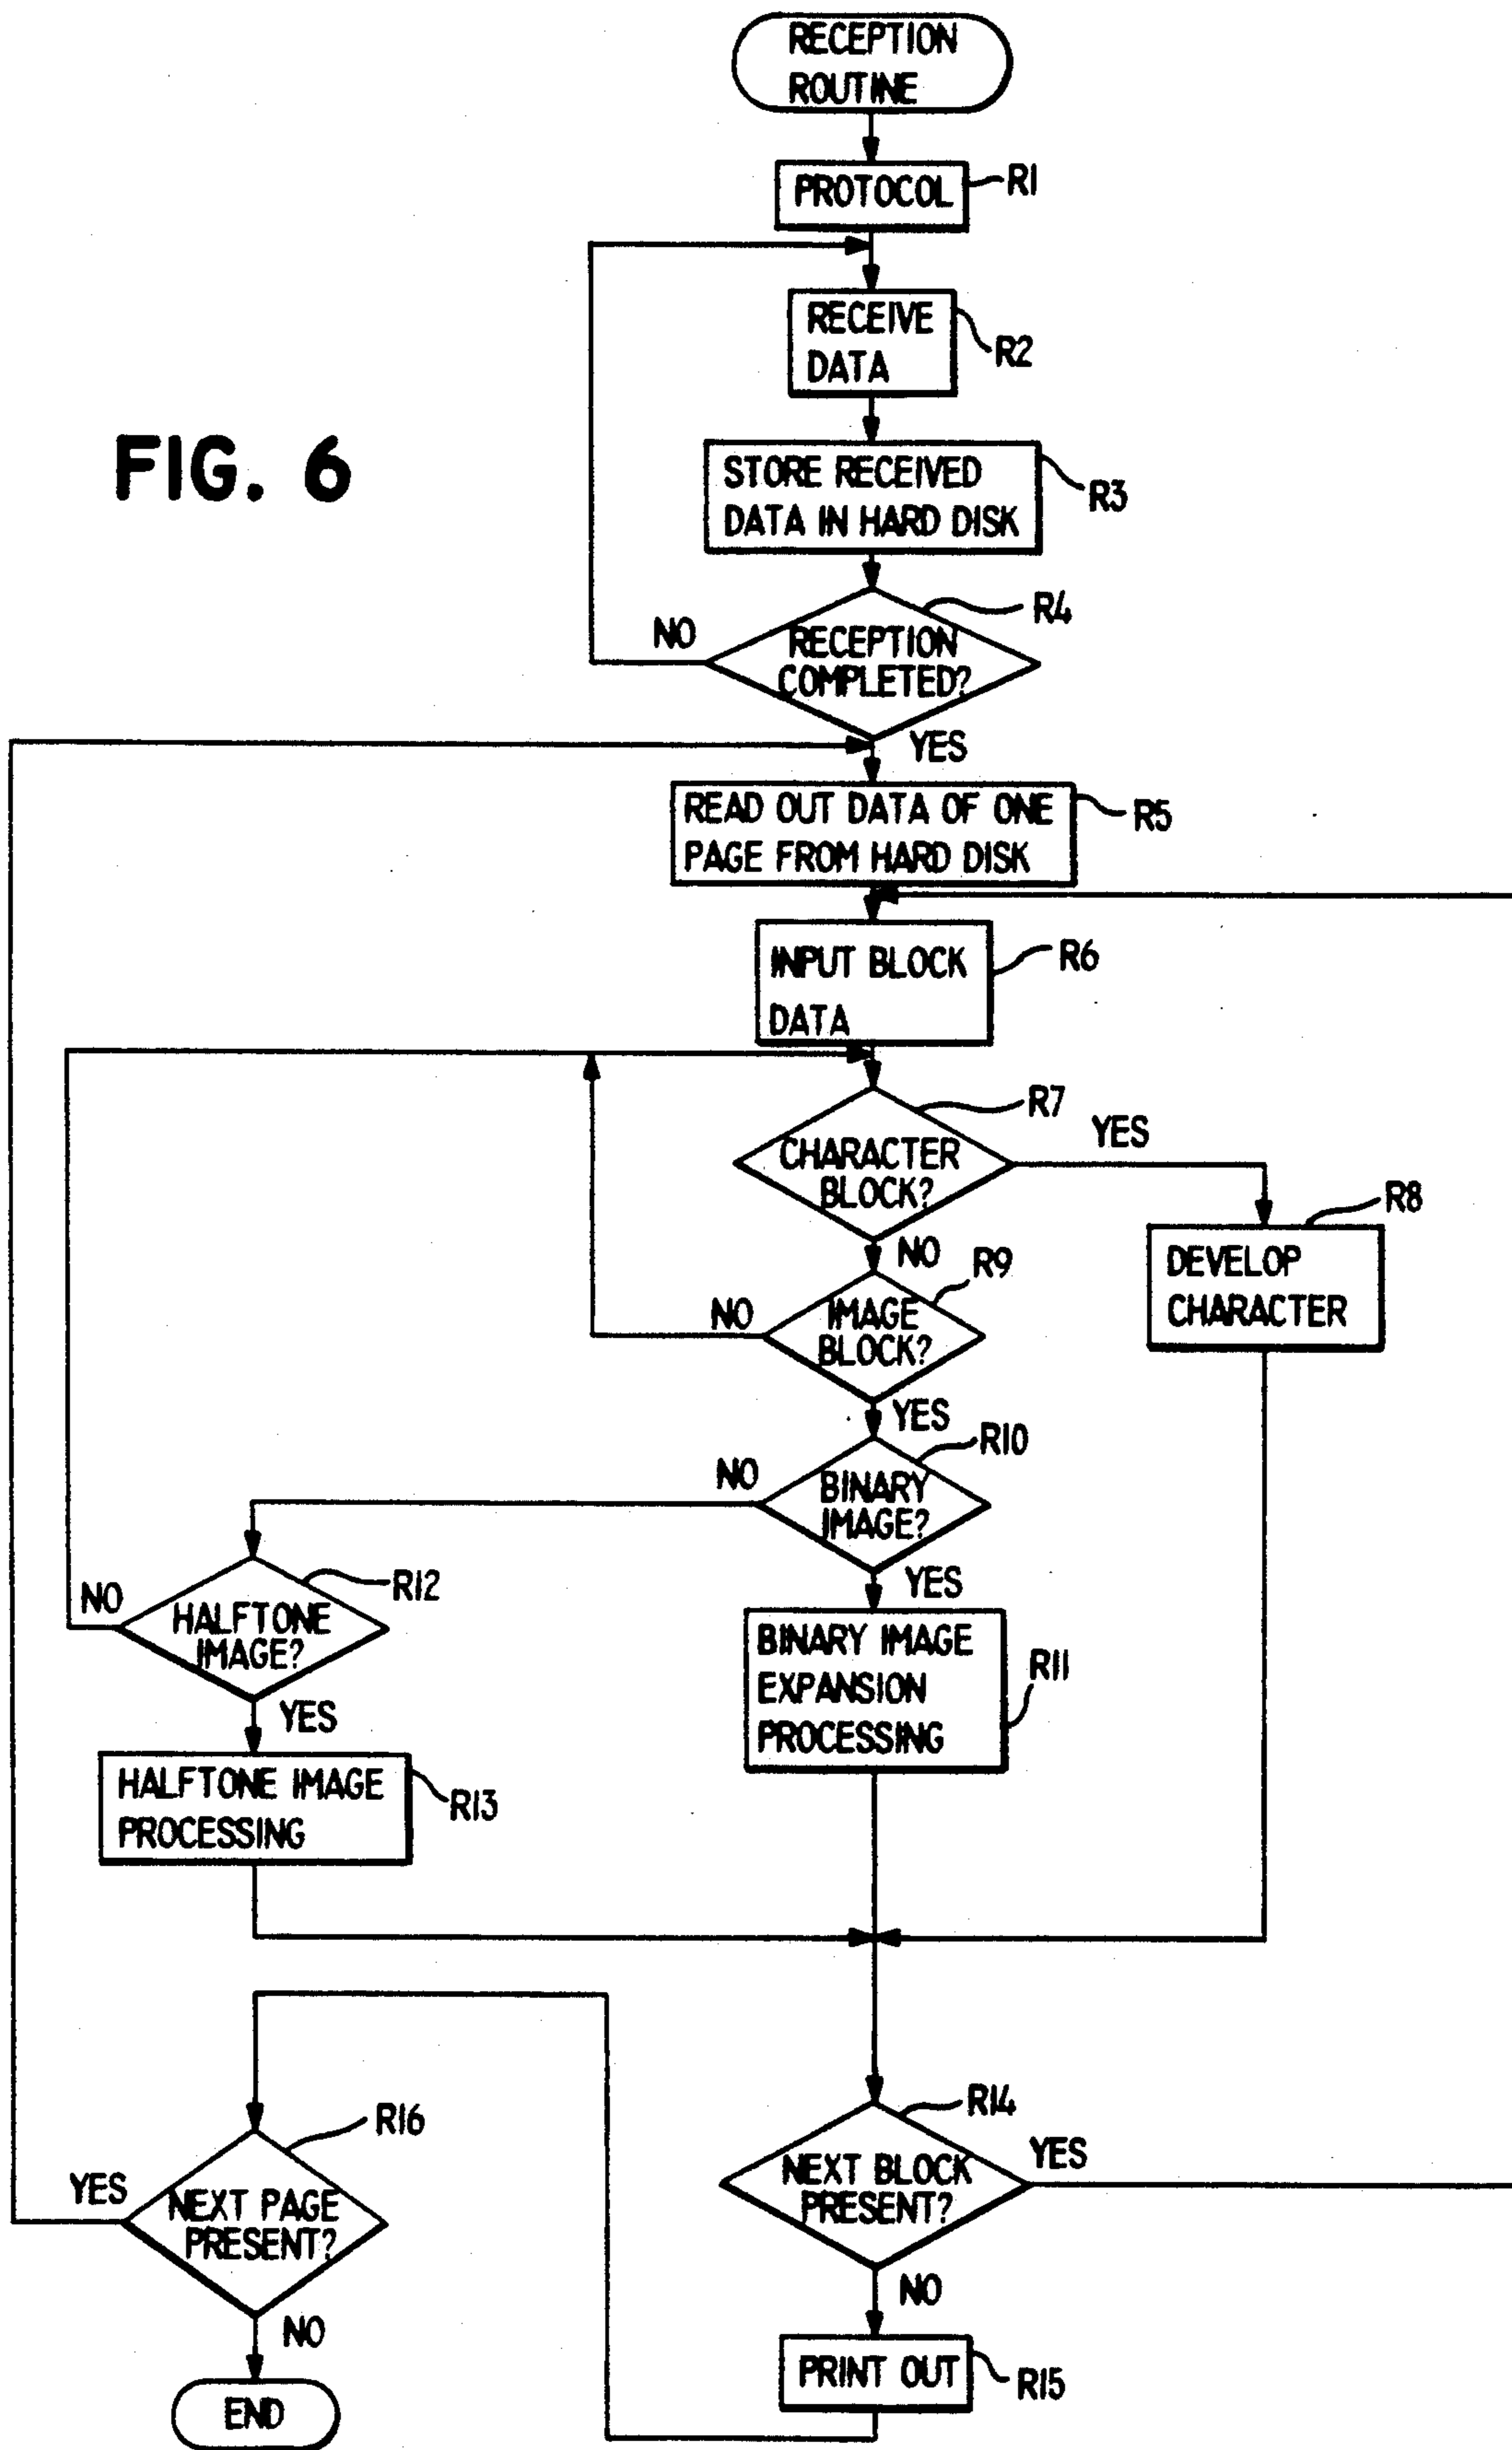 RECEPTION
ROUTINE
PROTOCOL
R1
RECEIVE
DATA
R2
FIG. 6
STORE RECEIVED
DATA IN HARD DISK
R3
R4
NO
RECEPTION
COMPLETED?
YES
READ OUT DATA OF ONE
PAGE FROM HARD DISK
R5
INPUT BLOCK
DATA
R6
R7
CHARACTER
BLOCK?
YES
R8
DEVELOP
CHARACTER
NO
R9
NO
IMAGE
BLOCK?
YES
R10
NO
BINARY
IMAGE?
YES
R12
NO
HALFTONE
IMAGE?
YES
BINARY IMAGE
EXPANSION
PROCESSING
R11
HALFTONE IMAGE
PROCESSING
R13
R14
NEXT BLOCK
PRESENT?
YES
NO
PRINT OUT
R15
R16
YES
NEXT PAGE
PRESENT?
NO
END